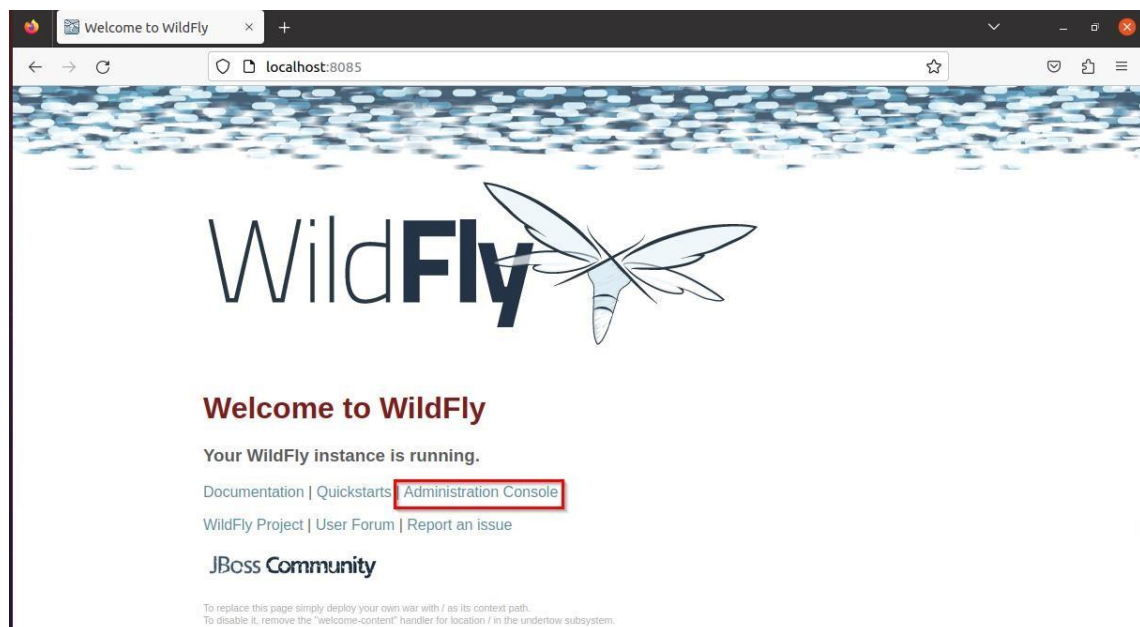 Welcome to WildFly
localhost:8085
WildFly
Welcome to WildFly
Your WildFly instance is running.
Documentation | Quickstarts | Administration Console
WildFly Project | User Forum | Report an issue
JBoss Community
To replace this page simply deploy your own war with / as its context path.
To disable it, remove the "welcome-content" handler for location / in the undertow subsystem.